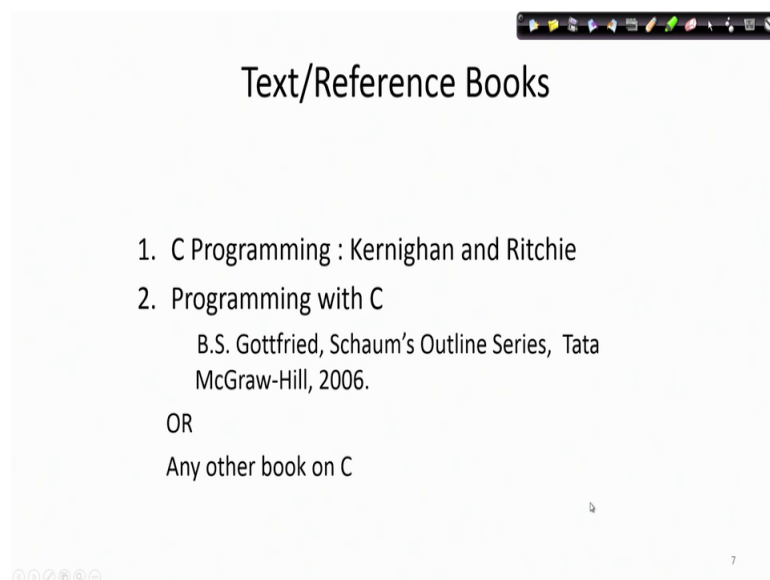 Text/Reference Books
1. C Programming : Kernighan and Ritchie
2. Programming with C
B.S. Gottfried, Schaum's Outline Series, Tata
McGraw-Hill, 2006.
OR
Any other book on C
7